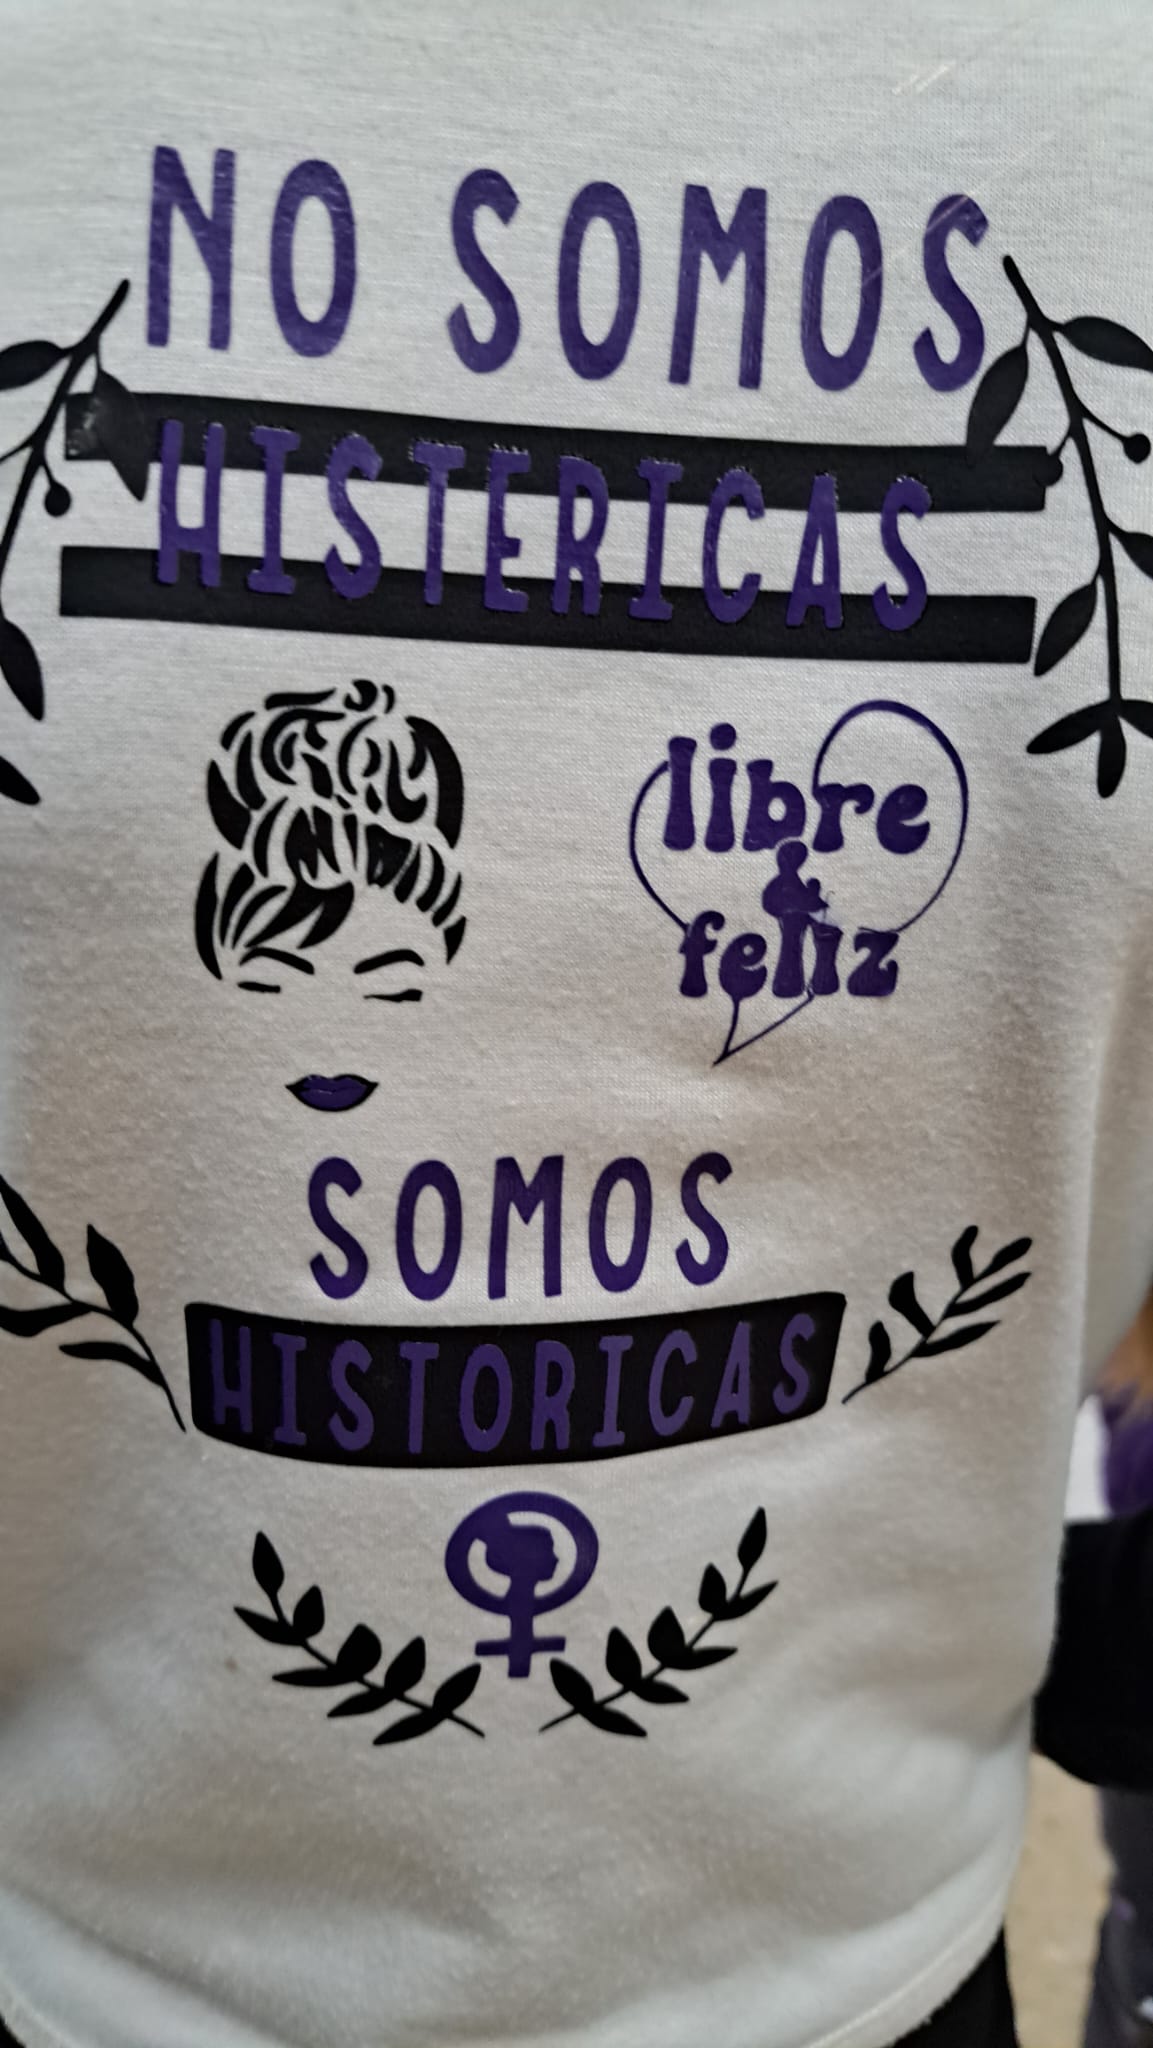 NO SOMOS
HISTERICAS
libre
&
feliz
SOMOS
HISTORICAS